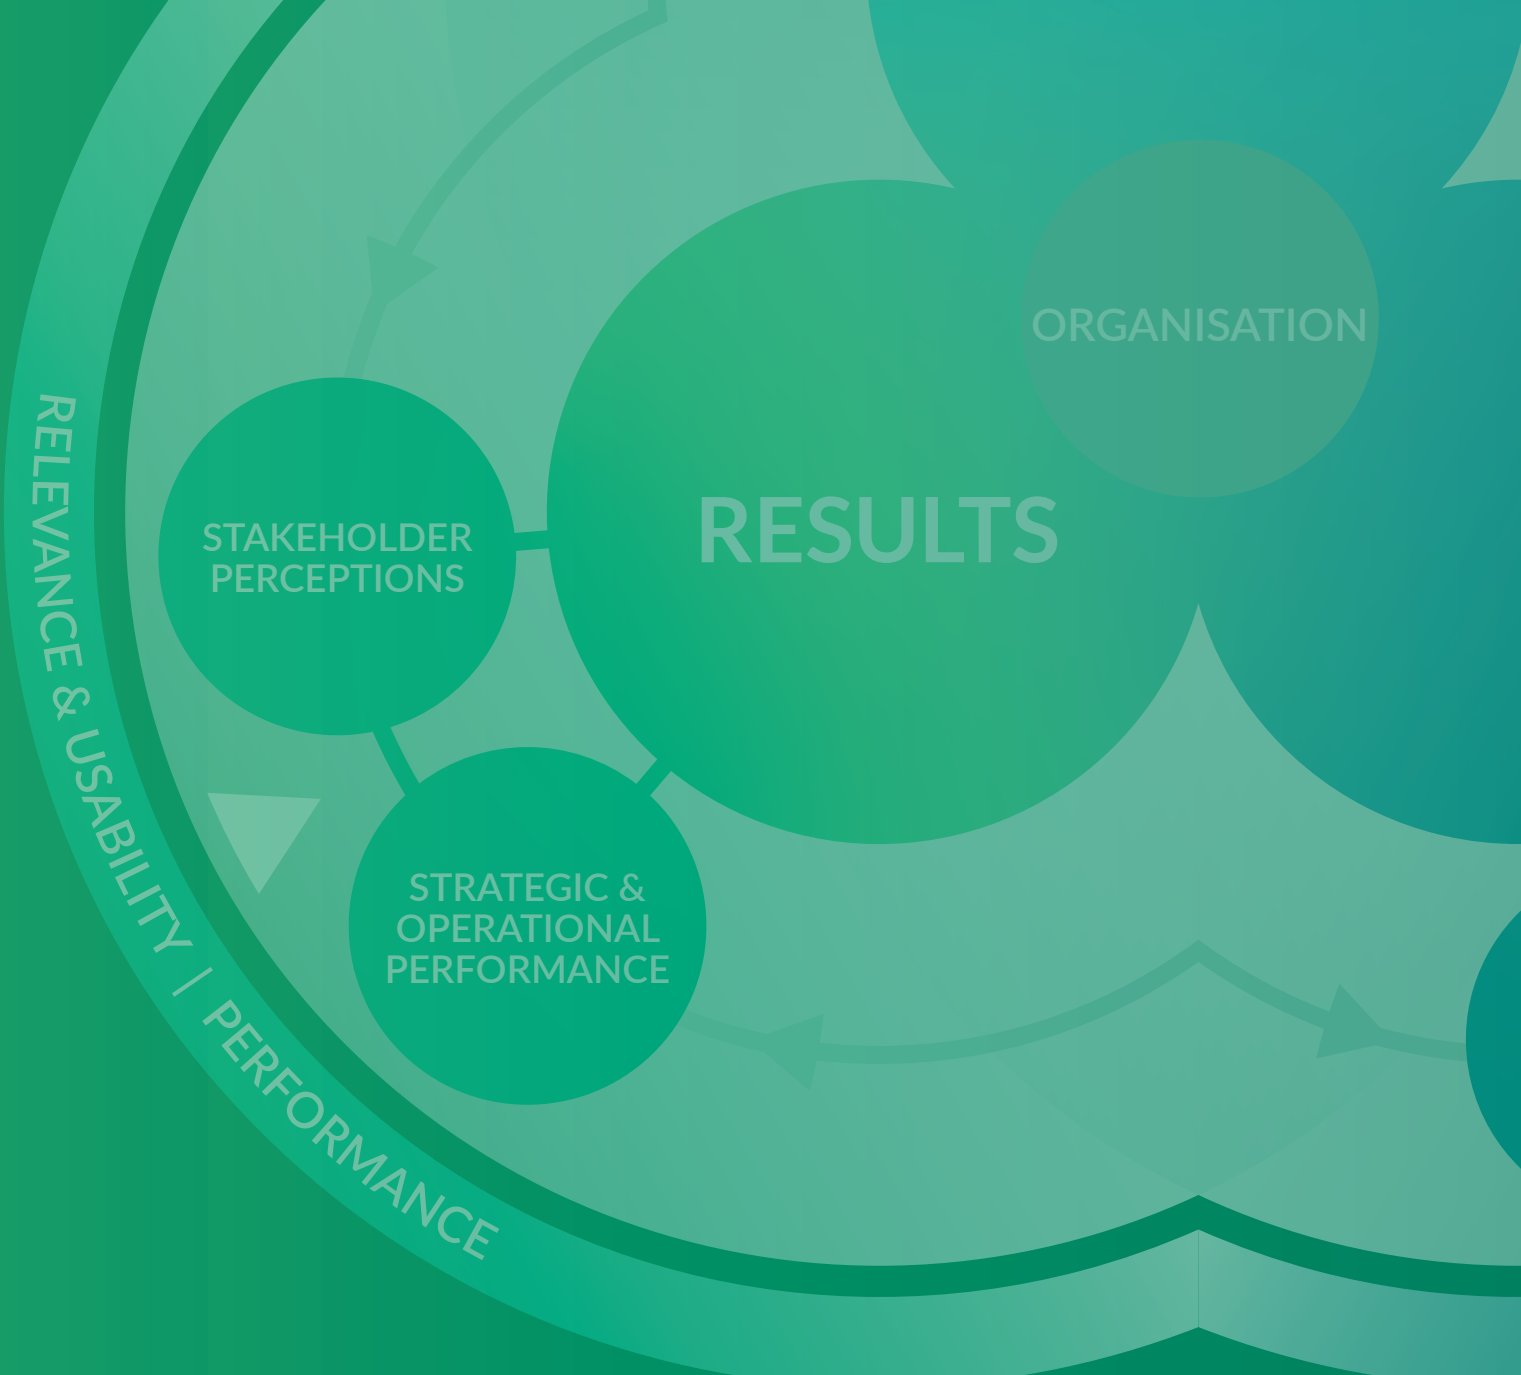 ORGANISATION
RESULTS
STAKEHOLDER
PERCEPTIONS
STRATEGIC &
OPERATIONAL
PERFORMANCE
RELEVANCE & USABILITY | PERFORMANCE